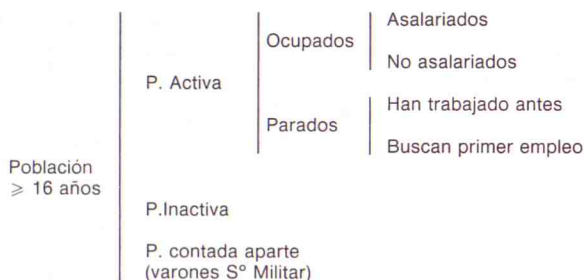 Población
≥ 16 años
P. Activa
Ocupados
Asalariados
No asalariados
Parados
Han trabajado antes
Buscan primer empleo
P.Inactiva
P. contada aparte
(varones Sº Militar)